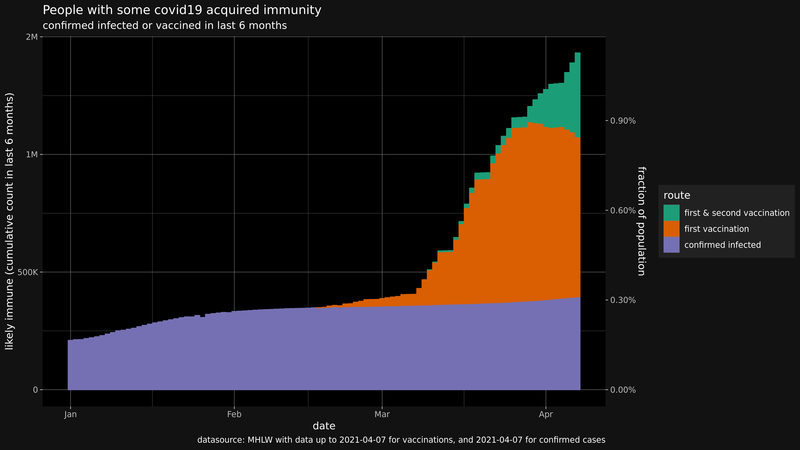 People with some covid19 acquired immunity
confirmed infected or vaccined in last 6 months
likely immune (cumulative count in last 6 months)
2M
1M
500K
0
0.90%
0.60%
0.30%
0.00%
fraction of population
route
first & second vaccination
first vaccination
confirmed infected
Jan
Feb
Mar
Apr
date
datasource: MHLW with data up to 2021-04-07 for vaccinations, and 2021-04-07 for confirmed cases